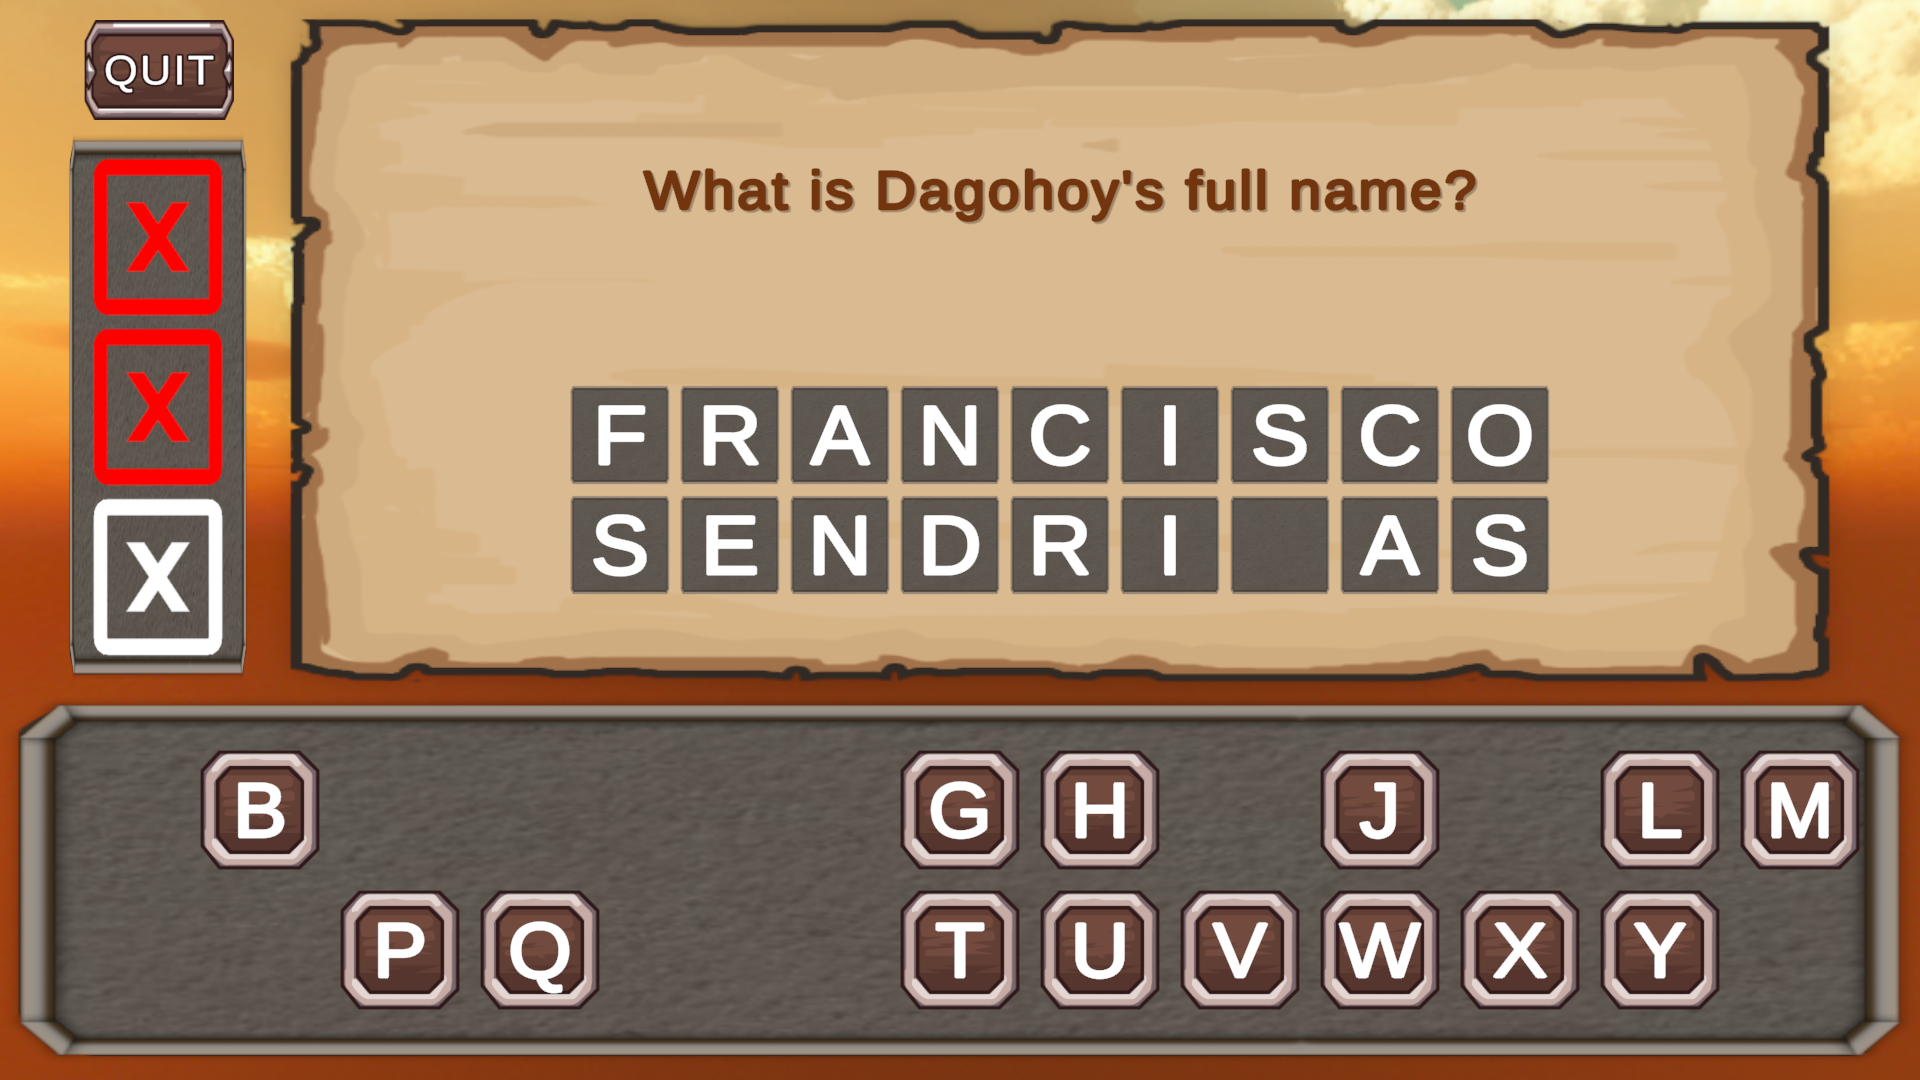 QUIT
X
X
X
What is Dagohoy's full name?
FRANCISCO
SENDRI AS
B G H J L M
P Q T U V W X Y